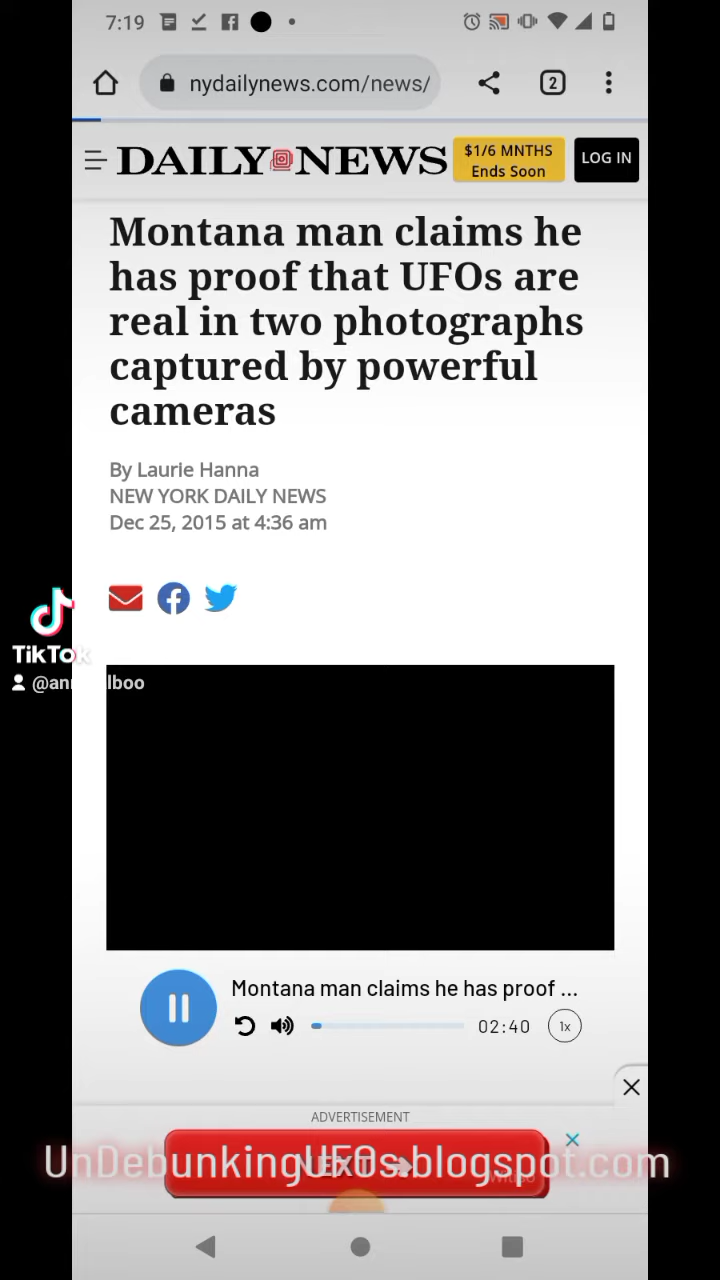 7:19
nydailynews.com/news/
2
DAILY NEWS
$1/6 MNTHS
Ends Soon
LOG IN
Montana man claims he
has proof that UFOs are
real in two photographs
captured by powerful
cameras
By Laurie Hanna
NEW YORK DAILY NEWS
Dec 25, 2015 at 4:36 am
TikTok
lboo
Montana man claims he has proof ...
02:40
1x
ADVERTISEMENT
NEXT
UnDebunkingUFOs.blogspot.com